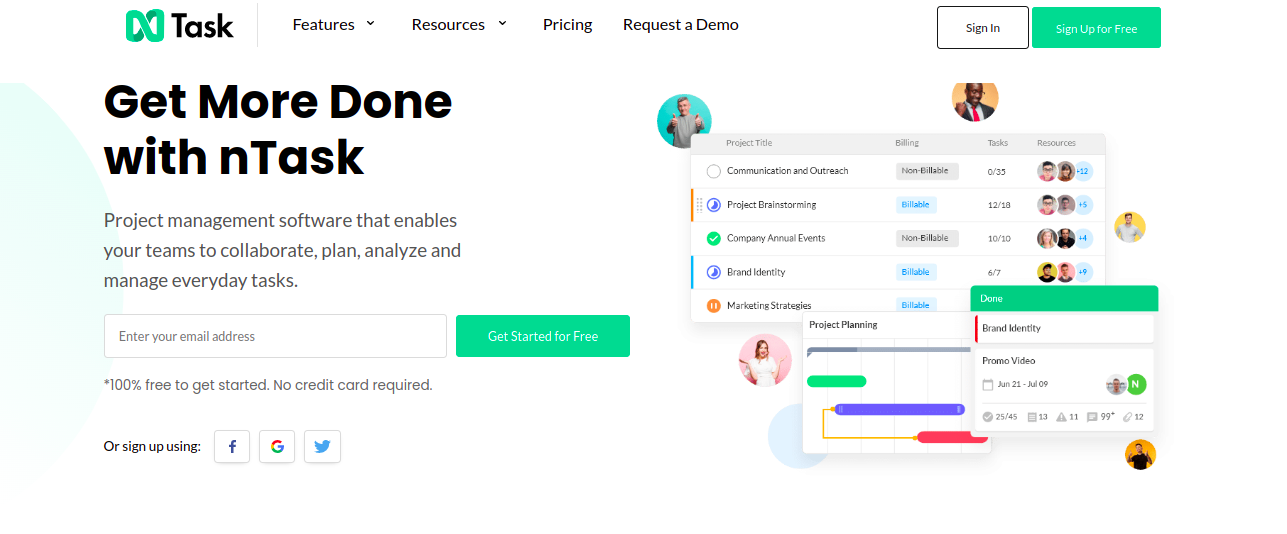 Task
Features
Resources
Pricing
Request a Demo
Sign In
Sign Up for Free
Get More Done
with nTask
Project management software that enables
your teams to collaborate, plan, analyze and
manage everyday tasks.
Enter your email address
Get Started for Free
*100% free to get started. No credit card required.
Or sign up using:
Project Title Billing Tasks Resources
Communication and Outreach Non-Billable 0/35 +12
Project Brainstorming Billable 12/18 +5
Company Annual Events Non-Billable 10/10 +4
Brand Identity Billable 6/7 +9
Marketing Strategies Billable
Project Planning
Done
Brand Identity
Promo Video
Jun 21 - Jul 09 N
25/45 13 11 99+ 12